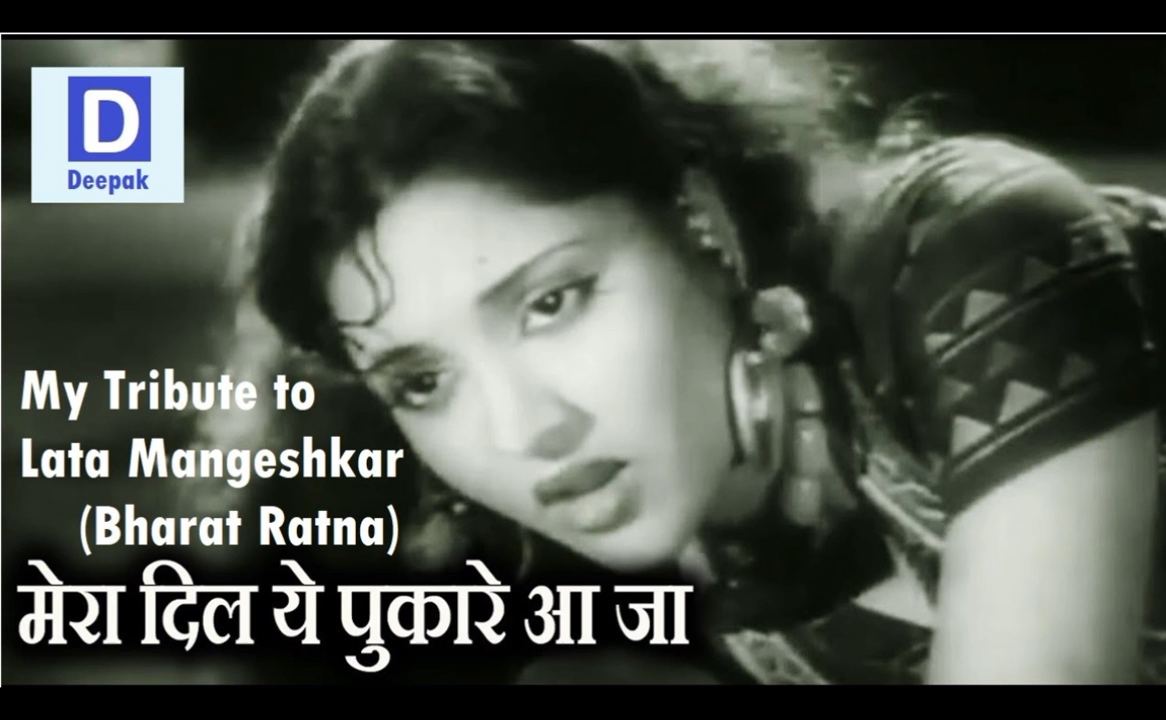 D
Deepak
My Tribute to
Lata Mangeshkar
(Bharat Ratna)
मेरा दिल ये पुकारे आ जा